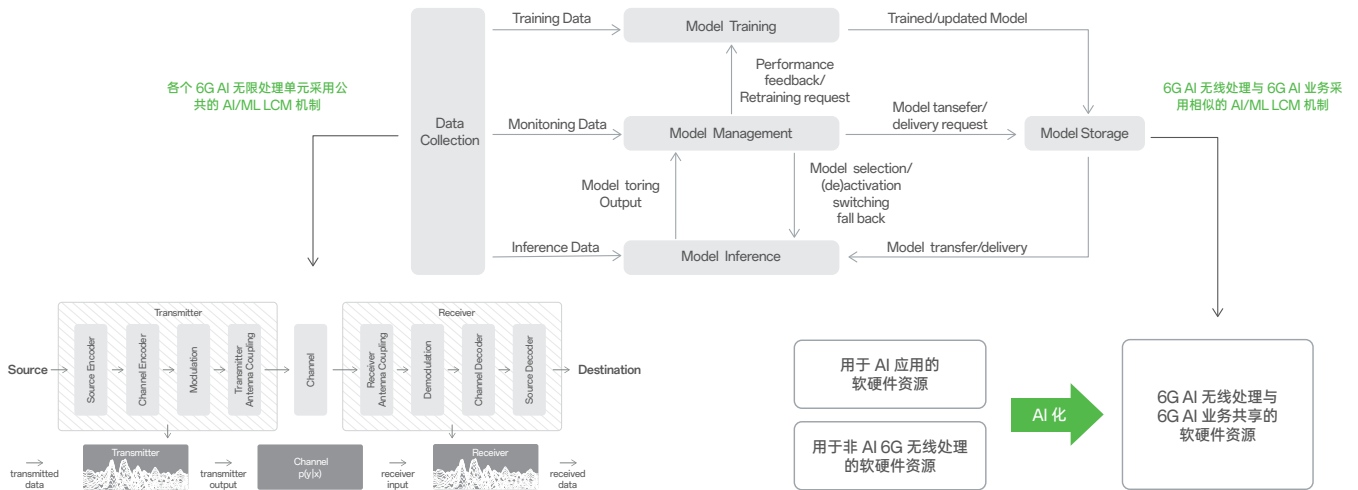 Training Data
Model Training
Trained/updated Model
各个 6G AI 无限处理单元采用公
共的 AI/ML LCM 机制
Performance
feedback/
Retraining request
6G AI 无线处理与 6G AI 业务采
用相似的 AI/ML LCM 机制
Data
Collection
Monitoning Data
Model Management
Model tansefer/
delivery request
Model Storage
Model toring
Output
Model selection/
(de)activation
switching
fall back
Inference Data
Model Inference
Model transfer/delivery
Transmitter
Receiver
Source
Source Encoder
Channel Encoder
Modulation
Transmitter
Antenna Coupling
Channel
Receiver
Antenna Coupling
Demodulation
Channel Decoder
Source Decoder
Destination
transmitted
data
Transmitter
transmitter
output
Channel
p(y|x)
receiver
input
Receiver
received
data
用于 AI 应用的
软硬件资源
用于非 AI 6G 无线处理
的软硬件资源
AI 化
6G AI 无线处理与
6G AI 业务共享的
软硬件资源